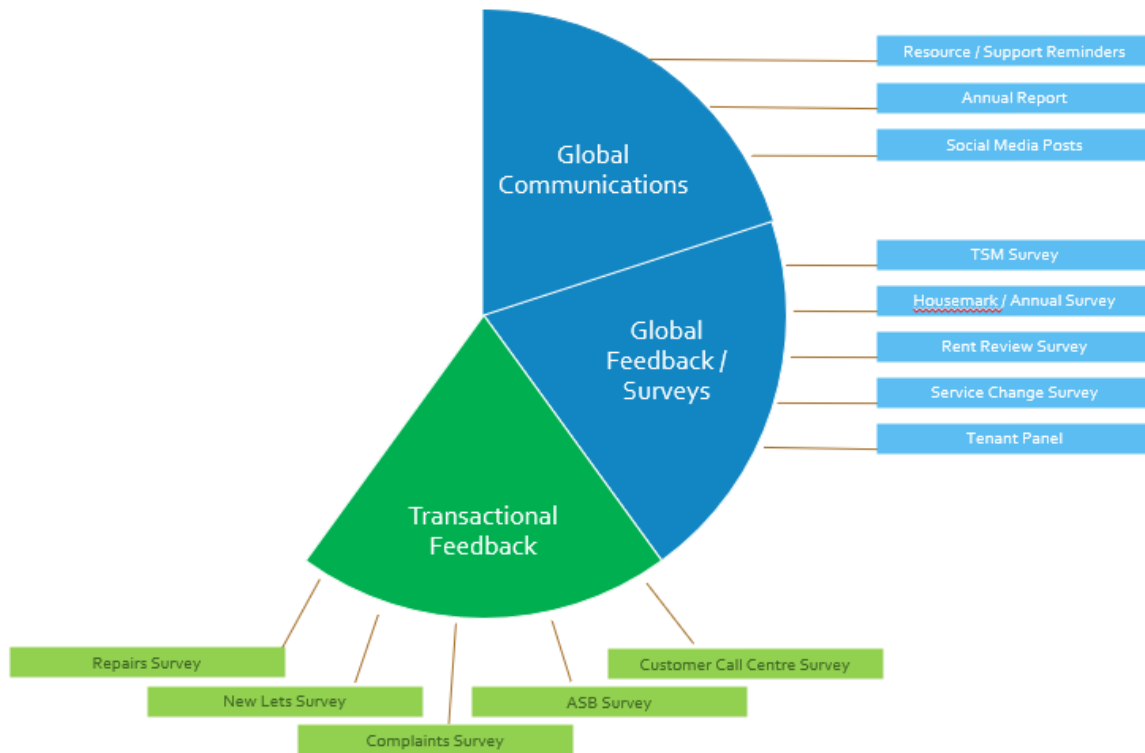 Resource / Support Reminders
Annual Report
Social Media Posts
Global
Communications
TSM Survey
Housemark / Annual Survey
Rent Review Survey
Service Change Survey
Tenant Panel
Global
Feedback /
Surveys
Transactional
Feedback
Repairs Survey
New Lets Survey
Complaints Survey
ASB Survey
Customer Call Centre Survey